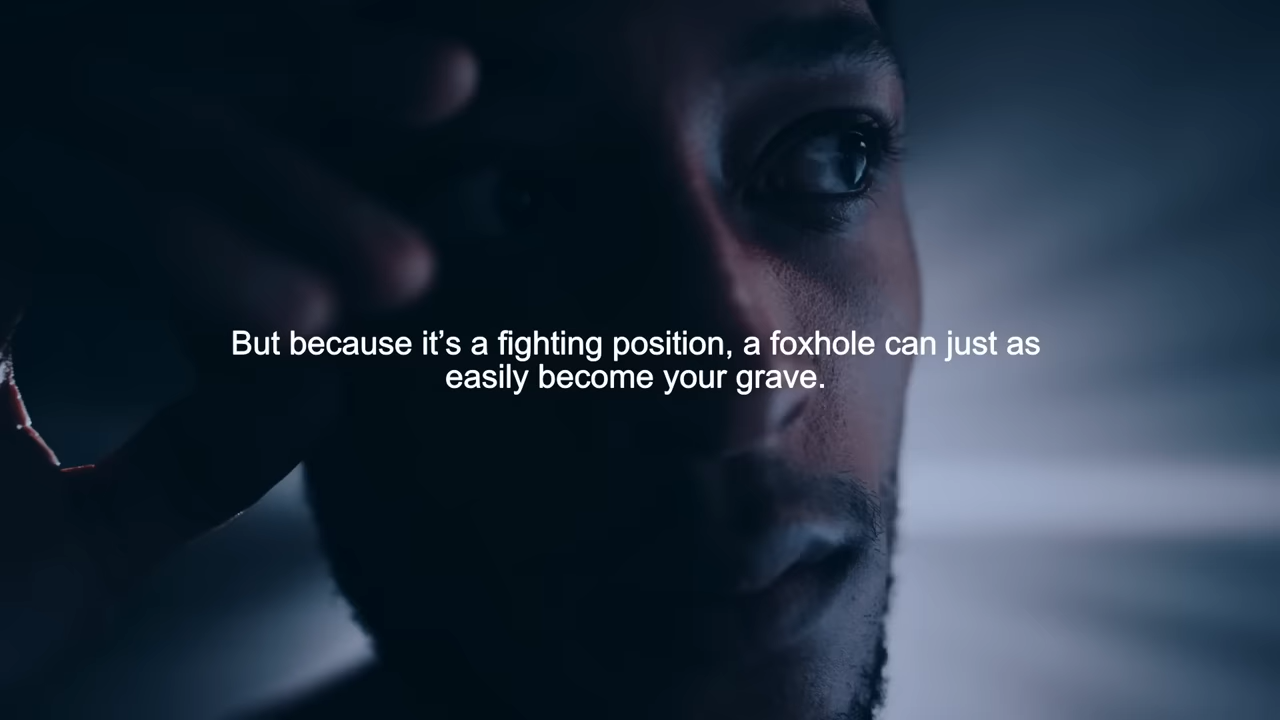 But because it’s a fighting position, a foxhole can just as
easily become your grave.